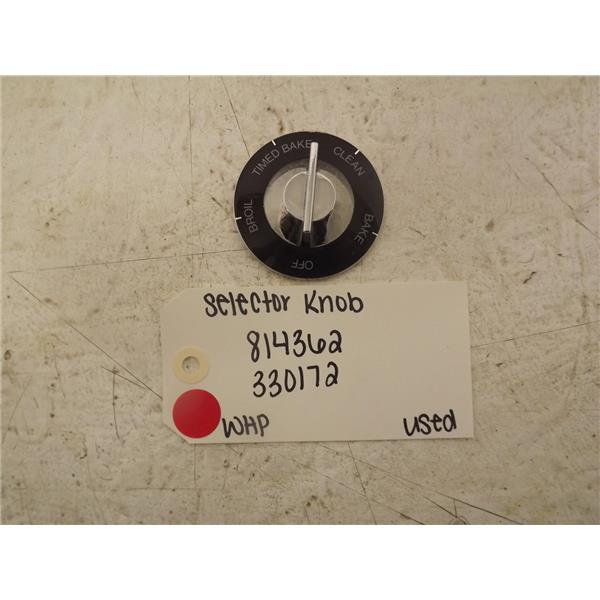 BROIL
TIMED BAKE
CLEAN
BAKE
OFF
Selector Knob
814362
330172
WHP
used